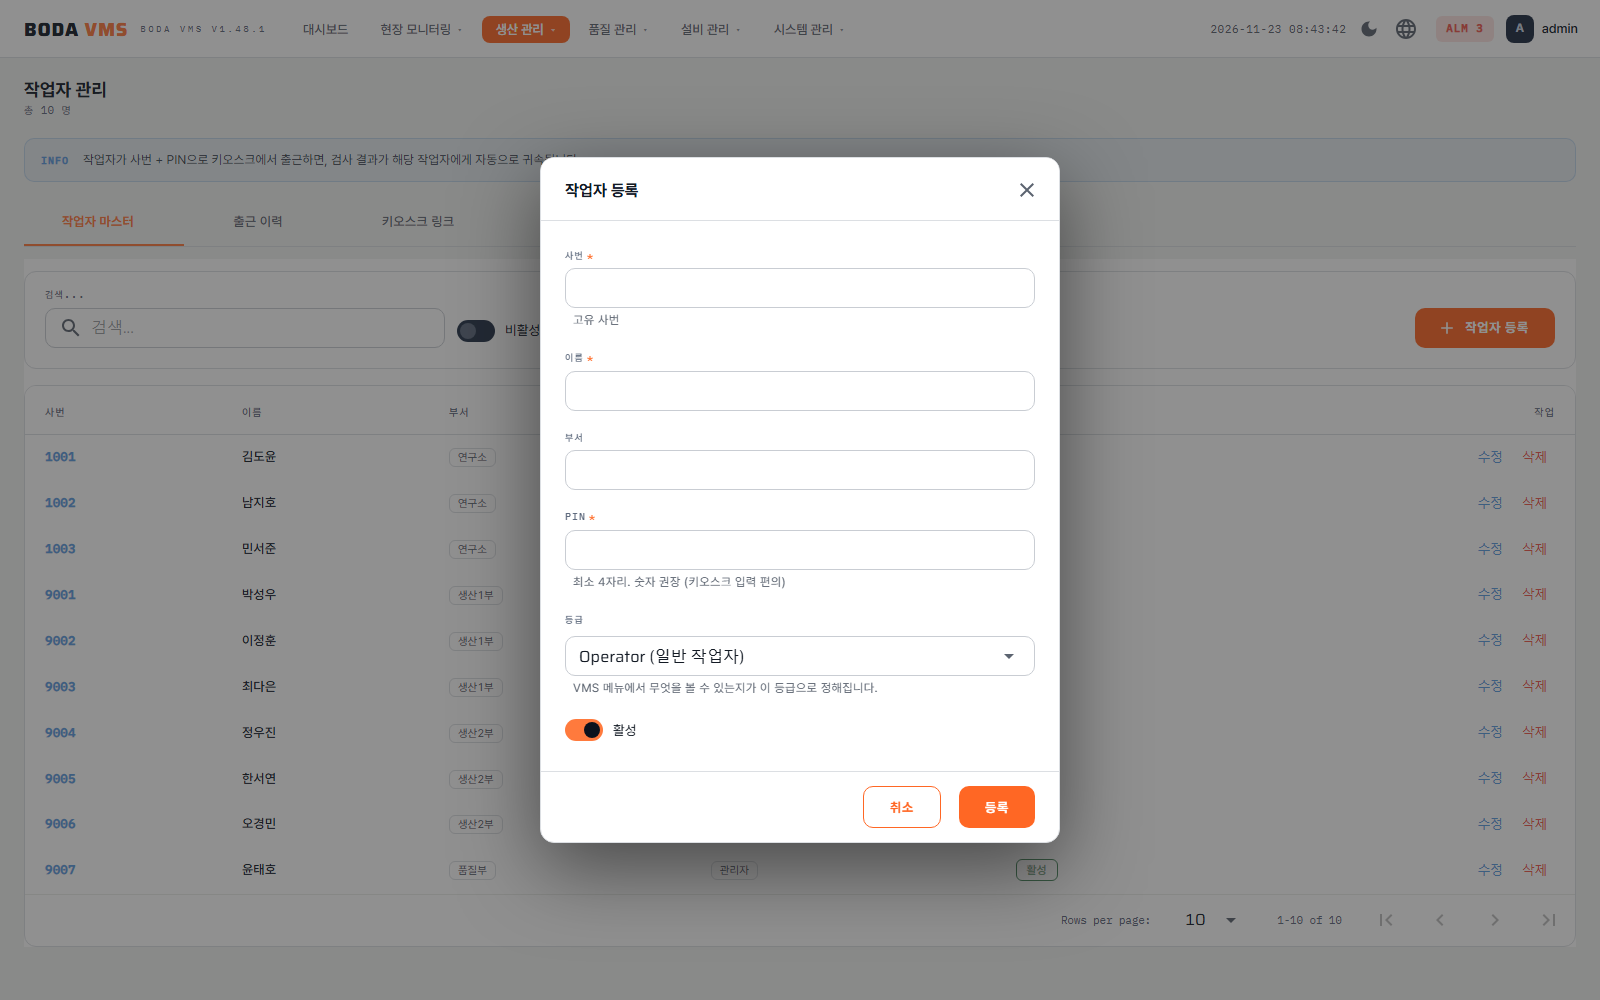 BODA VMS BODA VMS V1.48.1 대시보드 현장 모니터링 생산 관리 품질 관리 설비 관리 시스템 관리 2026-11-23 08:43:42 ALM 3 A admin
작업자 관리
총 10 명
INFO 작업자가 사번 + PIN으로 키오스크에서 출근하면, 검사 결과가 해당 작업자에게 자동으로
작업자 마스터 출근 이력 키오스크 링크
검색...
검색...
비활성
+ 작업자 등록
사번 이름 부서 작업
1001 김도윤 연구소 수정 삭제
1002 남지호 연구소 수정 삭제
1003 민서준 연구소 수정 삭제
9001 박성우 생산1부 수정 삭제
9002 이정훈 생산1부 수정 삭제
9003 최다은 생산1부 수정 삭제
9004 정우진 생산2부 수정 삭제
9005 한서연 생산2부 수정 삭제
9006 오경민 생산2부 수정 삭제
9007 윤태호 품질부 관리자 활성 수정 삭제
Rows per page: 10 1-10 of 10
작업자 등록
사번 *
고유 사번
이름 *
부서
PIN *
최소 4자리. 숫자 권장 (키오스크 입력 편의)
등급
Operator (일반 작업자)
VMS 메뉴에서 무엇을 볼 수 있는지가 이 등급으로 정해집니다.
활성
취소 등록